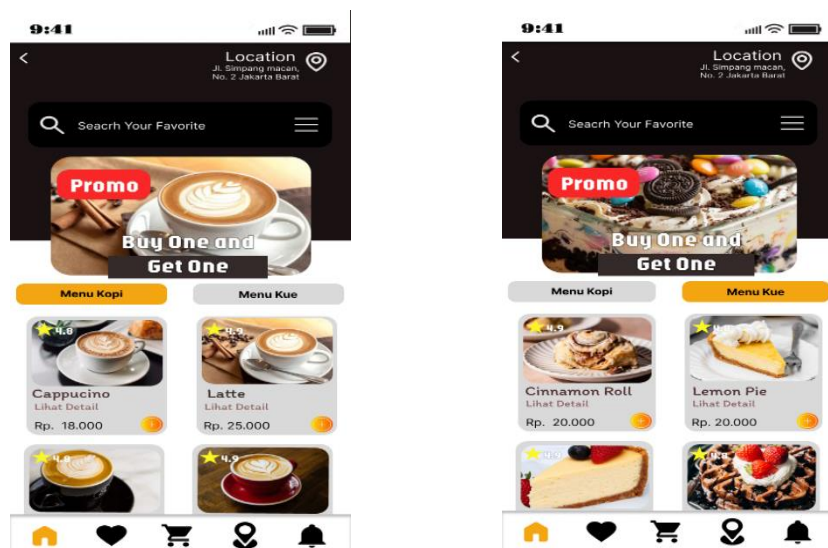 9:41
Location
Jl. Simpang macan,
No. 2 Jakarta Barat
Seacrh Your Favorite
Promo
Buy One and
Get One
Menu Kopi Menu Kue
4.8 4.9
Cappucino Latte
Lihat Detail Lihat Detail
Rp. 18.000 Rp. 25.000
4.9
9:41
Location
Jl. Simpang macan,
No. 2 Jakarta Barat
Seacrh Your Favorite
Promo
Buy One and
Get One
Menu Kopi Menu Kue
4.9
Cinnamon Roll Lemon Pie
Lihat Detail Lihat Detail
Rp. 20.000 Rp. 20.000